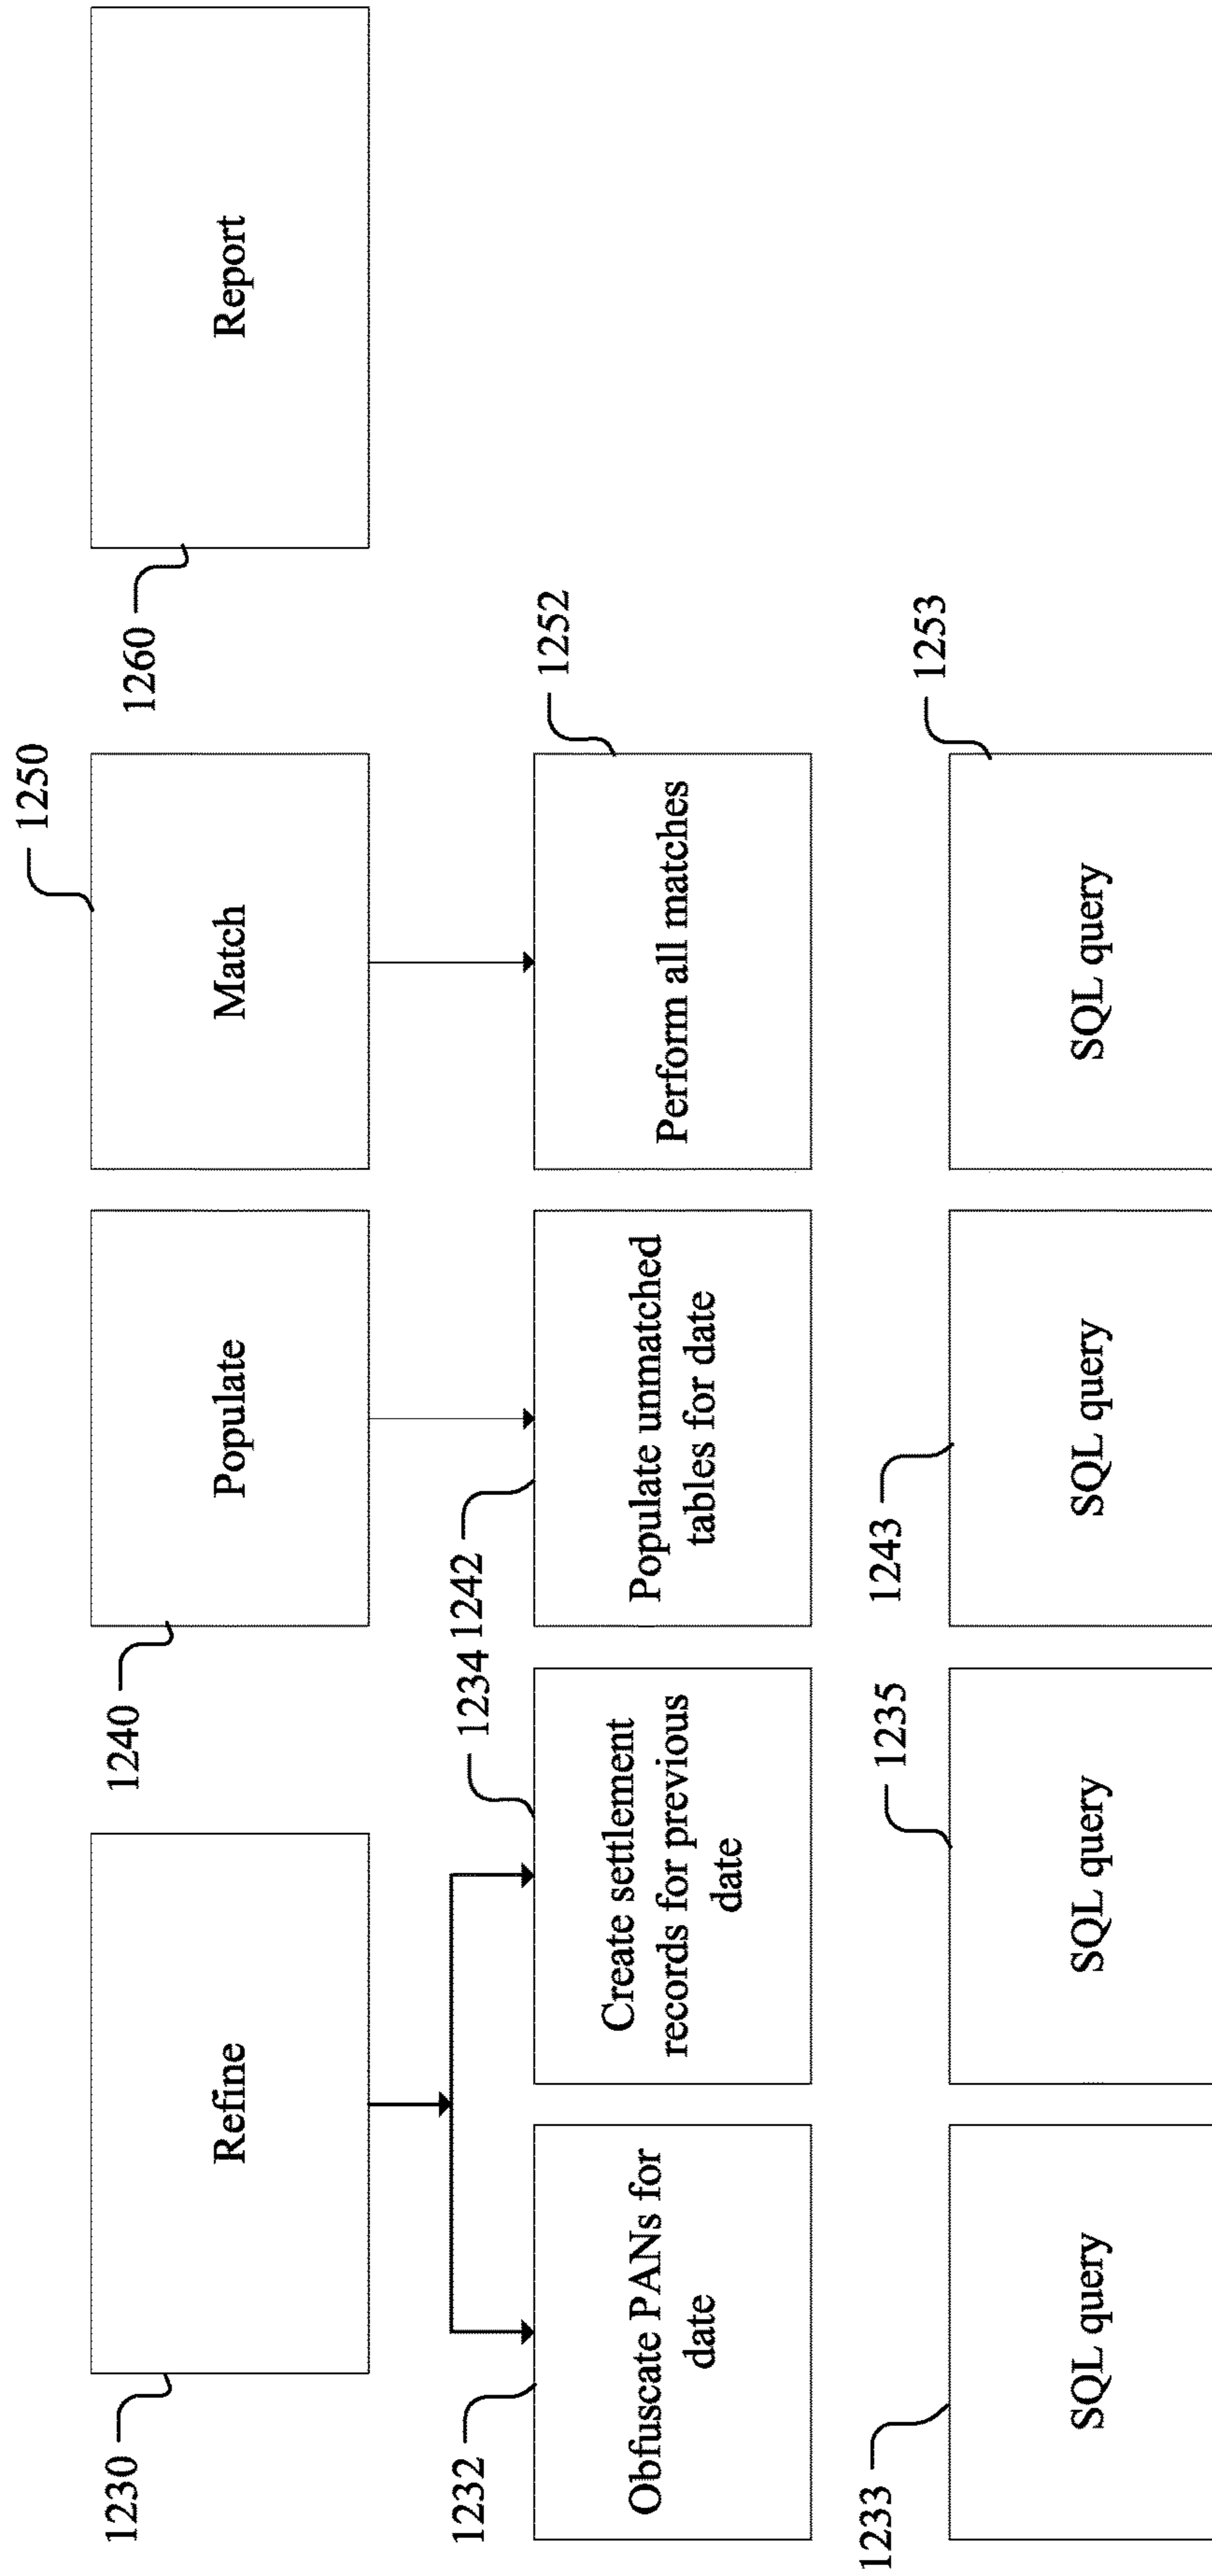 1230
Refine
1240
Populate
1250
Match
1260
Report
1232
Obfuscate PANs for
date
1234
Create settlement
records for previous
date
1242
Populate unmatched
tables for date
1252
Perform all matches
1233
SQL query
1235
SQL query
1243
SQL query
1253
SQL query